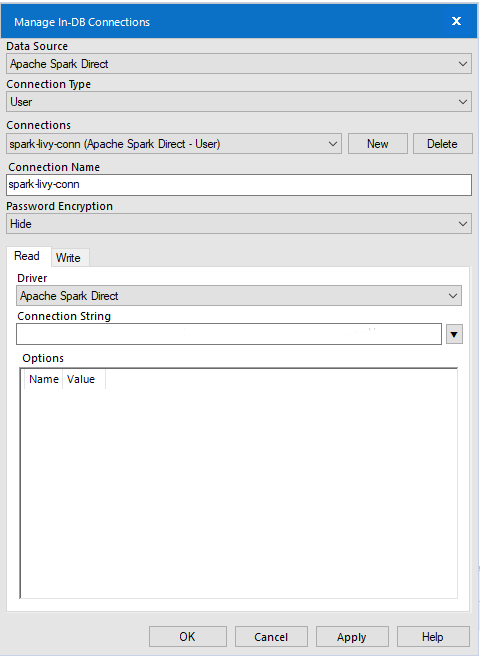 Manage In-DB Connections x
Data Source
Apache Spark Direct
Connection Type
User
Connections
spark-livy-conn (Apache Spark Direct - User) New Delete
Connection Name
spark-livy-conn
Password Encryption
Hide
Read Write
Driver
Apache Spark Direct
Connection String
Options
Name Value
OK Cancel Apply Help